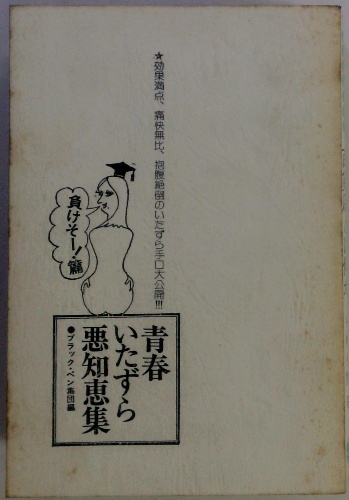 ★効果満点、痛快無比、抱腹絶倒のいたずら手口大公開!!!
負けそー!
青春
いたずら
悪知恵集
●ブラック・ペン集団編